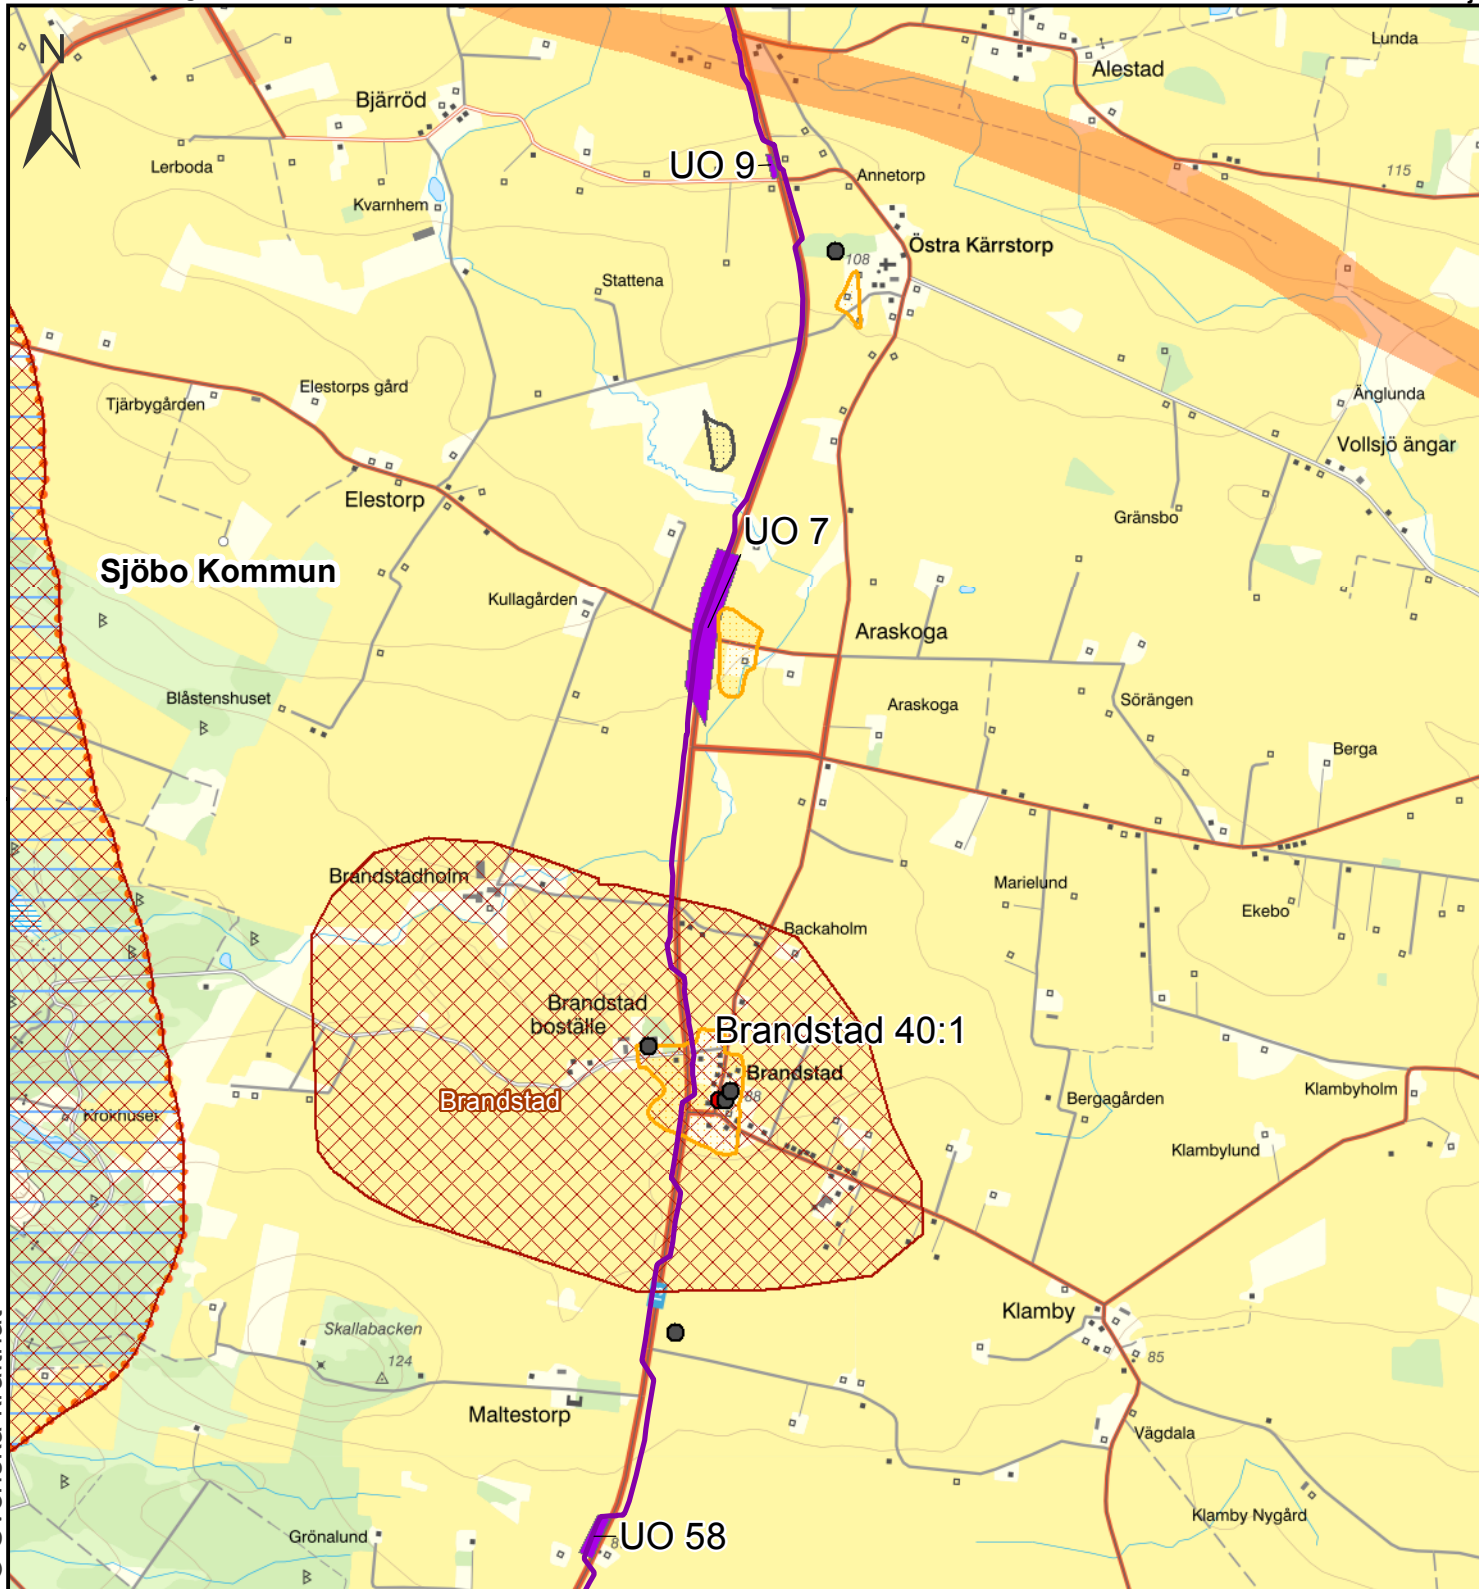 N
Lunda
Alestad
Bjärröd
UO 9
Lerboda
115
Annetorp
Kvarnhem
Östra Kärrstorp
108
Stattena
Elestorps gård
Änglunda
Tjärbygården
Vollsjö ängar
Elestorp
Gränsbo
UO 7
Sjöbo Kommun
Kullagården
Araskoga
Blåstenshuset
Sörängen
Araskoga
Berga
Brandstadholm
Marielund
Ekebo
Backaholm
Brandstad
boställe
Brandstad 40:1
Brandstad
Klambyholm
88
Brandstad
Bergagården
Krokhuset
Klambylund
Klamby
Skallabacken
124
85
Maltestorp
Vägdala
Klamby Nygård
Grönalund
UO 58